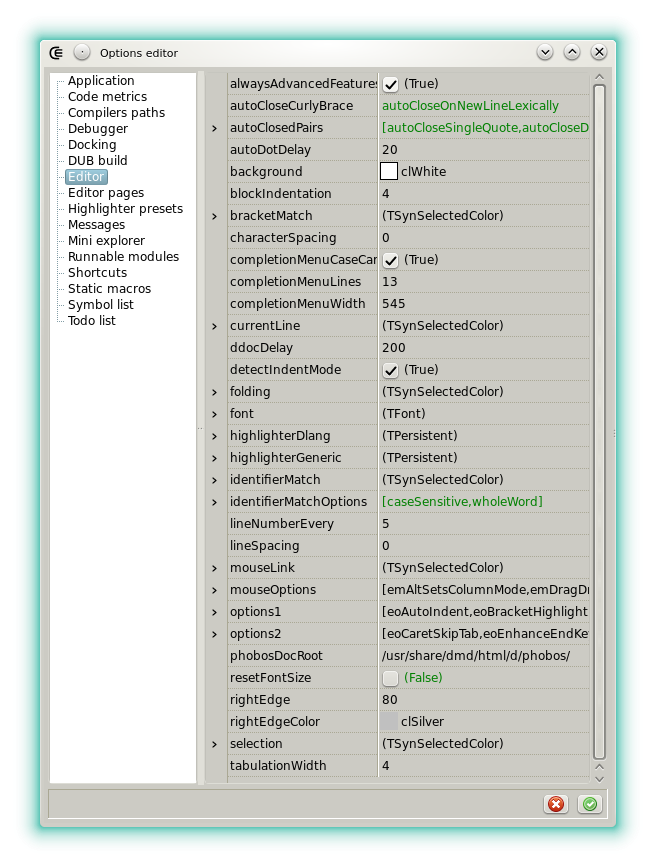 Options editor
Application
Code metrics
Compilers paths
Debugger
Docking
DUB build
Editor
Editor pages
Highlighter presets
Messages
Mini explorer
Runnable modules
Shortcuts
Static macros
Symbol list
Todo list
alwaysAdvancedFeatures (True)
autoCloseCurlyBrace autoCloseOnNewLineLexically
autoClosedPairs [autoCloseSingleQuote,autoCloseD
autoDotDelay 20
background clWhite
blockIndentation 4
bracketMatch (TSynSelectedColor)
characterSpacing 0
completionMenuCaseCar (True)
completionMenuLines 13
completionMenuWidth 545
currentLine (TSynSelectedColor)
ddocDelay 200
detectIndentMode (True)
folding (TSynSelectedColor)
font (TFont)
highlighterDlang (TPersistent)
highlighterGeneric (TPersistent)
identifierMatch (TSynSelectedColor)
identifierMatchOptions [caseSensitive,wholeWord]
lineNumberEvery 5
lineSpacing 0
mouseLink (TSynSelectedColor)
mouseOptions [emAltSetsColumnMode,emDragDr
options1 [eoAutoIndent,eoBracketHighlight
options2 [eoCaretSkipTab,eoEnhanceEndKey
phobosDocRoot /usr/share/dmd/html/d/phobos/
resetFontSize (False)
rightEdge 80
rightEdgeColor clSilver
selection (TSynSelectedColor)
tabulationWidth 4